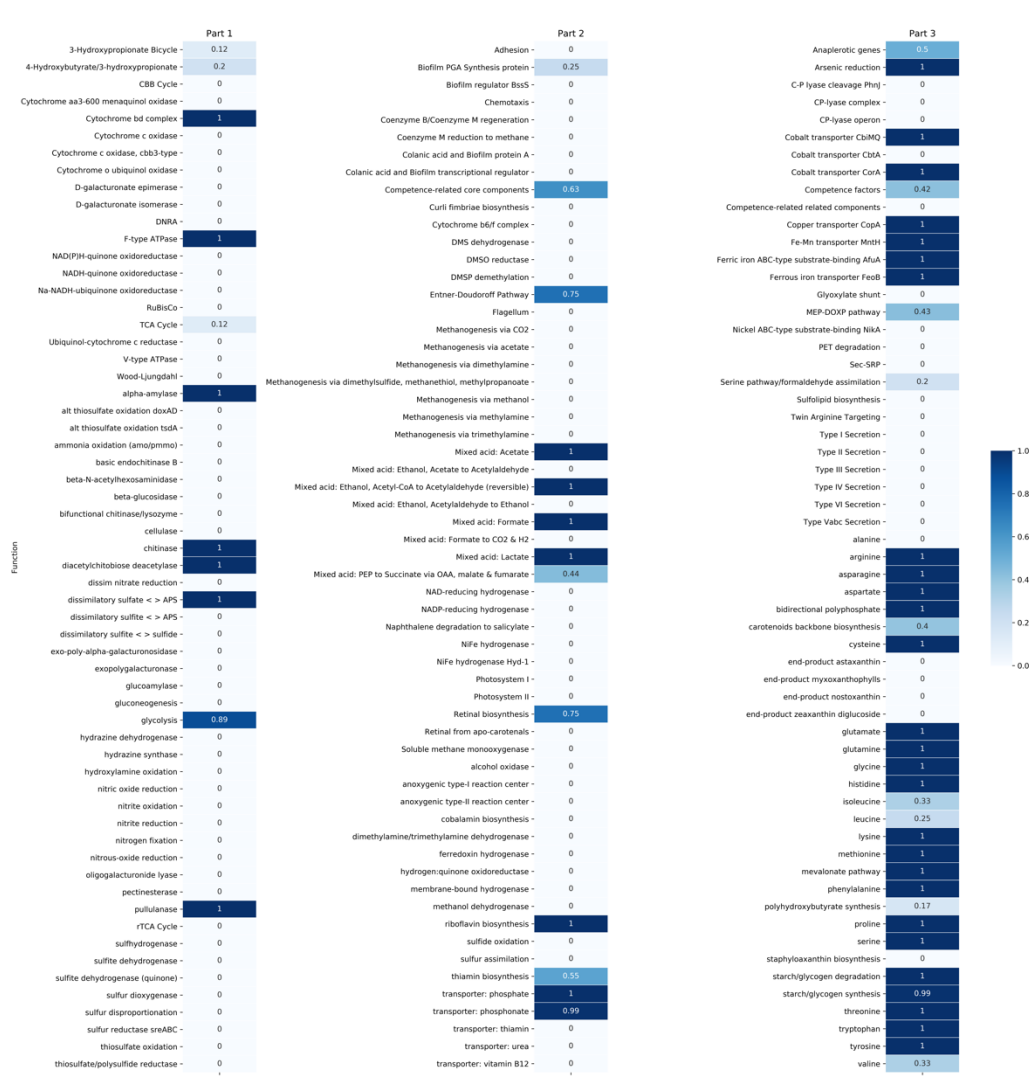 Part 1
3-Hydroxypropionate Bicycle 0.12
4-Hydroxybutyrate/3-hydroxypropionate 0.2
CBB Cycle 0
Cytochrome aa3-600 menaquinol oxidase 0
Cytochrome bd complex 1
Cytochrome c oxidase 0
Cytochrome c oxidase, cbb3-type 0
Cytochrome o ubiquinol oxidase 0
D-galacturonate epimerase 0
D-galacturonate isomerase 0
DNRA 0
F-type ATPase 1
NAD(P)H-quinone oxidoreductase 0
NADH-quinone oxidoreductase 0
Na-NADH-ubiquinone oxidoreductase 0
RuBisCo 0
TCA Cycle 0.12
Ubiquinol-cytochrome c reductase 0
V-type ATPase 0
Wood-Ljungdahl 0
alpha-amylase 1
alt thiosulfate oxidation doxAD 0
alt thiosulfate oxidation tsdA 0
ammonia oxidation (amo/pmmo) 0
basic endochitinase B 0
beta-N-acetylhexosaminidase 0
beta-glucosidase 0
bifunctional chitinase/lysozyme 0
cellulase 0
chitinase 1
diacetylchitobiose deacetylase 1
dissim nitrate reduction 0
dissimilatory sulfate < > APS 1
dissimilatory sulfite < > APS 0
dissimilatory sulfite < > sulfide 0
exo-poly-alpha-galacturonosidase 0
exopolygalacturonase 0
glucoamylase 0
gluconeogenesis 0
glycolysis 0.89
hydrazine dehydrogenase 0
hydrazine synthase 0
hydroxylamine oxidation 0
nitric oxide reduction 0
nitrite oxidation 0
nitrite reduction 0
nitrogen fixation 0
nitrous-oxide reduction 0
oligogalacturonide lyase 0
pectinesterase 0
pullulanase 1
rTCA Cycle 0
sulfhydrogenase 0
sulfite dehydrogenase 0
sulfite dehydrogenase (quinone) 0
sulfur dioxygenase 0
sulfur disproportionation 0
sulfur reductase sreABC 0
thiosulfate oxidation 0
thiosulfate/polysulfide reductase 0
Function
Part 2
Adhesion 0
Biofilm PGA Synthesis protein 0.25
Biofilm regulator BssS 0
Chemotaxis 0
Coenzyme B/Coenzyme M regeneration 0
Coenzyme M reduction to methane 0
Colanic acid and Biofilm protein A 0
Colanic acid and Biofilm transcriptional regulator 0
Competence-related core components 0.63
Curli fimbriae biosynthesis 0
Cytochrome b6/f complex 0
DMS dehydrogenase 0
DMSO reductase 0
DMSP demethylation 0
Entner-Doudoroff Pathway 0.75
Flagellum 0
Methanogenesis via CO2 0
Methanogenesis via acetate 0
Methanogenesis via dimethylamine 0
Methanogenesis via dimethylsulfide, methanethiol, methylpropanoate 0
Methanogenesis via methanol 0
Methanogenesis via methylamine 0
Methanogenesis via trimethylamine 0
Mixed acid: Acetate 1
Mixed acid: Ethanol, Acetate to Acetylaldehyde 0
Mixed acid: Ethanol, Acetyl-CoA to Acetylaldehyde (reversible) 1
Mixed acid: Ethanol, Acetylaldehyde to Ethanol 0
Mixed acid: Formate 1
Mixed acid: Formate to CO2 & H2 0
Mixed acid: Lactate 1
Mixed acid: PEP to Succinate via OAA, malate & fumarate 0.44
NAD-reducing hydrogenase 0
NADP-reducing hydrogenase 0
Naphthalene degradation to salicylate 0
NiFe hydrogenase 0
NiFe hydrogenase Hyd-1 0
Photosystem I 0
Photosystem II 0
Retinal biosynthesis 0.75
Retinal from apo-carotenals 0
Soluble methane monooxygenase 0
alcohol oxidase 0
anoxygenic type-I reaction center 0
anoxygenic type-II reaction center 0
cobalamin biosynthesis 0
dimethylamine/trimethylamine dehydrogenase 0
ferredoxin hydrogenase 0
hydrogen:quinone oxidoreductase 0
membrane-bound hydrogenase 0
methanol dehydrogenase 0
riboflavin biosynthesis 1
sulfide oxidation 0
sulfur assimilation 0
thiamin biosynthesis 0.55
transporter: phosphate 1
transporter: phosphonate 0.99
transporter: thiamin 0
transporter: urea 0
transporter: vitamin B12 0
Part 3
Anaplerotic genes 0.5
Arsenic reduction 1
C-P lyase cleavage PhnJ 0
CP-lyase complex 0
CP-lyase operon 0
Cobalt transporter CbiMQ 1
Cobalt transporter CbtA 0
Cobalt transporter CorA 1
Competence factors 0.42
Competence-related related components 0
Copper transporter CopA 1
Fe-Mn transporter MntH 1
Ferric iron ABC-type substrate-binding AfuA 1
Ferrous iron transporter FeoB 1
Glyoxylate shunt 0
MEP-DOXP pathway 0.43
Nickel ABC-type substrate-binding NikA 0
PET degradation 0
Sec-SRP 0
Serine pathway/formaldehyde assimilation 0.2
Sulfolipid biosynthesis 0
Twin Arginine Targeting 0
Type I Secretion 0
Type II Secretion 0
Type III Secretion 0
Type IV Secretion 0
Type VI Secretion 0
Type Vabc Secretion 0
alanine 0
arginine 1
asparagine 1
aspartate 1
bidirectional polyphosphate 1
carotenoids backbone biosynthesis 0.4
cysteine 1
end-product astaxanthin 0
end-product myxoxanthophylls 0
end-product nostoxanthin 0
end-product zeaxanthin diglucoside 0
glutamate 1
glutamine 1
glycine 1
histidine 1
isoleucine 0.33
leucine 0.25
lysine 1
methionine 1
mevalonate pathway 1
phenylalanine 1
polyhydroxybutyrate synthesis 0.17
proline 1
serine 1
staphyloaxanthin biosynthesis 0
starch/glycogen degradation 1
starch/glycogen synthesis 0.99
threonine 1
tryptophan 1
tyrosine 1
valine 0.33
1.0
0.8
0.6
0.4
0.2
0.0